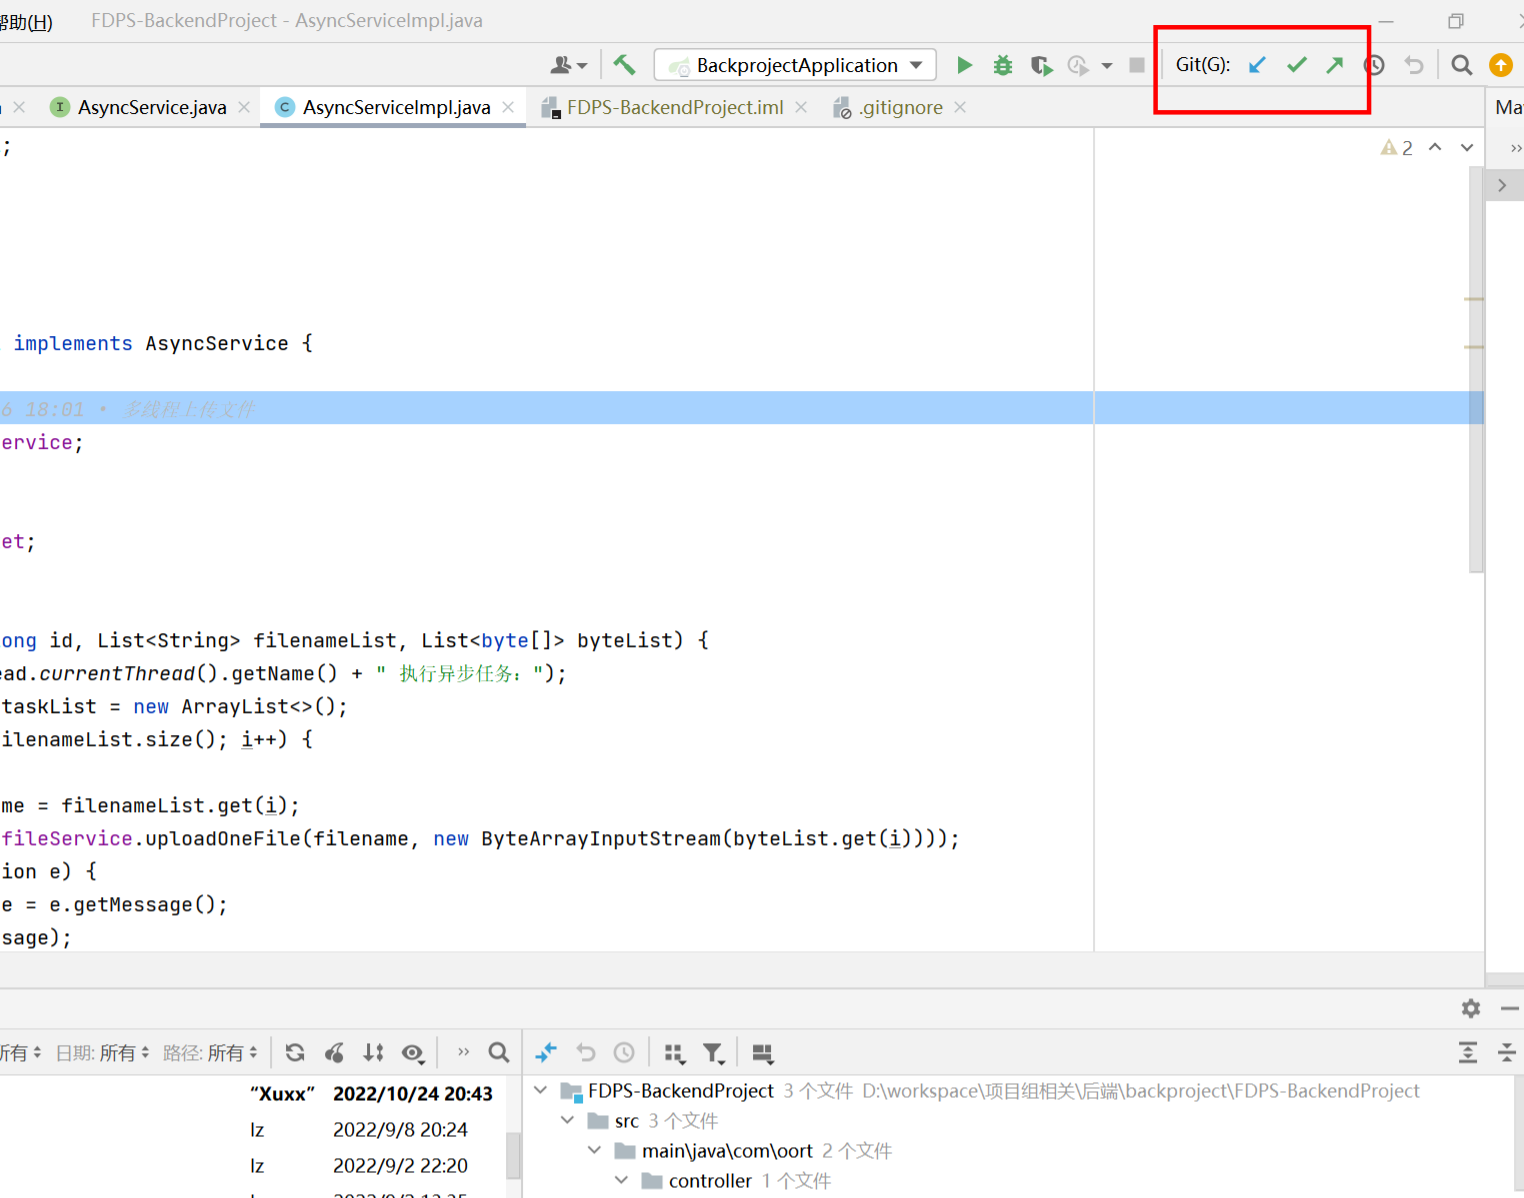 帮助(H) FDPS-BackendProject - AsyncServiceImpl.java
BackprojectApplication Git(G):
AsyncService.java AsyncServiceImpl.java FDPS-BackendProject.iml .gitignore
;
2
implements AsyncService {
6 18:01 • 多线程上传文件
ervice;
et;
ong id, List<String> filenameList, List<byte[]> byteList) {
ead.currentThread().getName() + " 执行异步任务: ");
taskList = new ArrayList<>();
ilenameList.size(); i++) {
me = filenameList.get(i);
fileService.uploadOneFile(filename, new ByteArrayInputStream(byteList.get(i))));
ion e) {
e = e.getMessage();
sage);
所有 日期: 所有 路径: 所有
“Xuxx” 2022/10/24 20:43
lz 2022/9/8 20:24
lz 2022/9/2 22:20
FDPS-BackendProject 3 个文件 D:\workspace\项目组相关\后端\backproject\FDPS-BackendProject
src 3 个文件
main\java\com\oort 2 个文件
controller 1 个文件